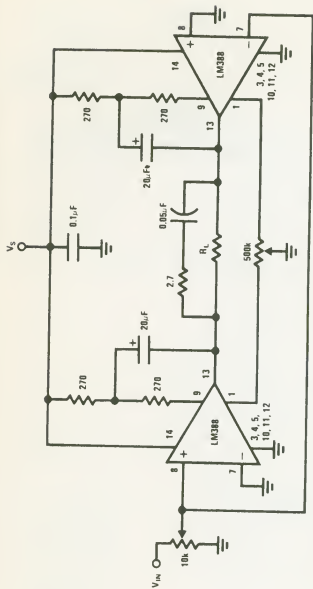 V_S
0.1µF
270
270
270
270
+
20µF
+
20µF
14
9
13
1
8
+
7
−
LM388
3, 4, 5,
10, 11, 12
14
9
13
1
8
+
7
−
LM388
3, 4, 5
10, 11, 12
2.7
0.05µF
R_L
500k
V_IN
10k